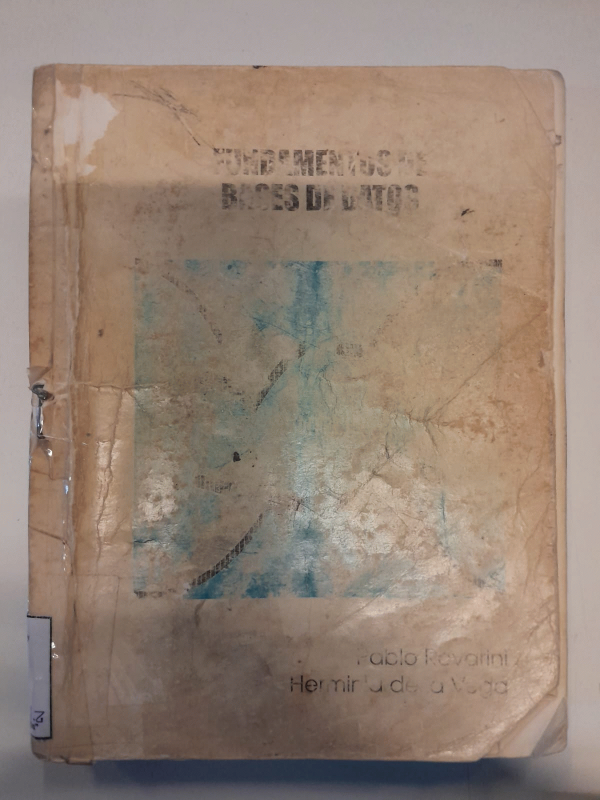 FUNDAMENTOS DE
BASES DE DATOS
Pablo Rovarini
Herminia de la Vega